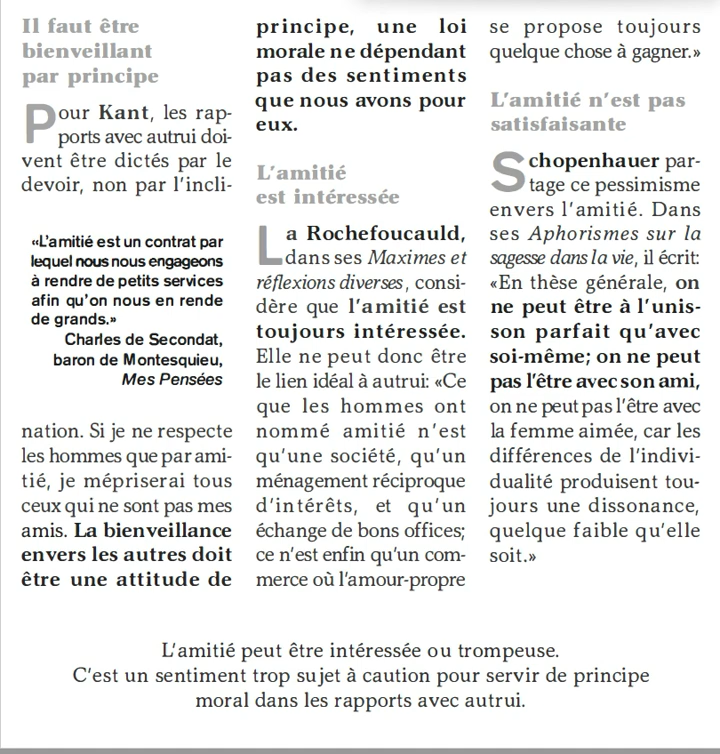 Il faut être
bienveillant
par principe
Pour Kant, les rap-
ports avec autrui doi-
vent être dictés par le
devoir, non par l'incli-
«L'amitié est un contrat par
lequel nous nous engageons
à rendre de petits services
afin qu'on nous en rende
de grands.»
Charles de Secondat,
baron de Montesquieu,
Mes Pensées
nation. Si je ne respecte
les hommes que par ami-
tié, je mépriserai tous
ceux qui ne sont pas mes
amis. La bienveillance
envers les autres doit
être une attitude de
principe, une loi
morale ne dépendant
pas des sentiments
que nous avons pour
eux.
L'amitié
est intéressée
La Rochefoucauld,
dans ses Maximes et
réflexions diverses, consi-
dère que l'amitié est
toujours intéressée.
Elle ne peut donc être
le lien idéal à autrui: «Ce
que les hommes ont
nommé amitié n'est
qu'une société, qu'un
ménagement réciproque
d'intérêts, et qu'un
échange de bons offices;
ce n'est enfin qu'un com-
merce où l'amour-propre
se propose toujours
quelque chose à gagner.»
L'amitié n'est pas
satisfaisante
Schopenhauer par-
tage ce pessimisme
envers l'amitié. Dans
ses Aphorismes sur la
sagesse dans la vie, il écrit:
«En thèse générale, on
ne peut être à l'unis-
son parfait qu'avec
soi-même; on ne peut
pas l'être avec son ami,
on ne peut pas l'être avec
la femme aimée, car les
différences de l'indivi-
dualité produisent tou-
jours une dissonance,
quelque faible qu'elle
soit.»
L'amitié peut être intéressée ou trompeuse.
C'est un sentiment trop sujet à caution pour servir de principe
moral dans les rapports avec autrui.